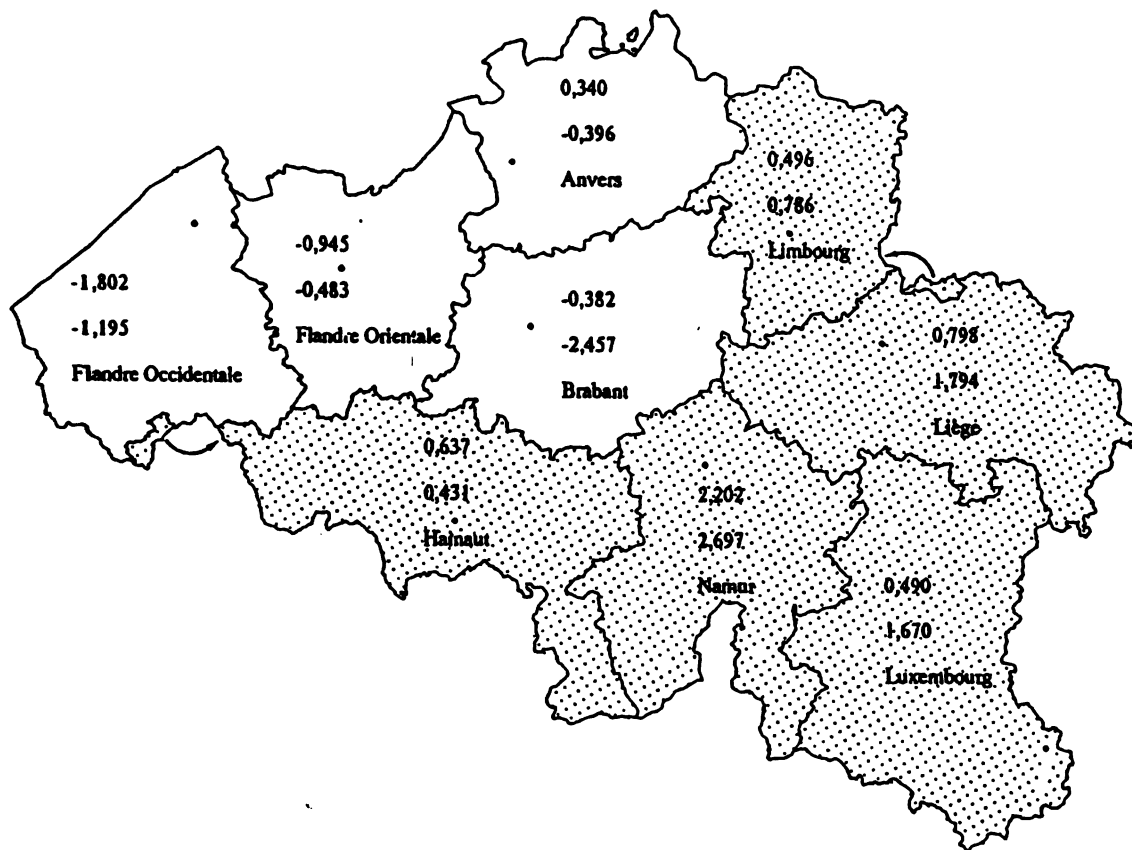 0,340
-0,396
Anvers
0,496
0,786
Limbourg
-0,945
-0,483
Flandre Orientale
-1,802
-1,195
Flandre Occidentale
-0,382
-2,457
Brabant
0,798
1,794
Liège
0,637
0,431
Hainaut
2,202
2,697
Namur
0,490
1,670
Luxembourg